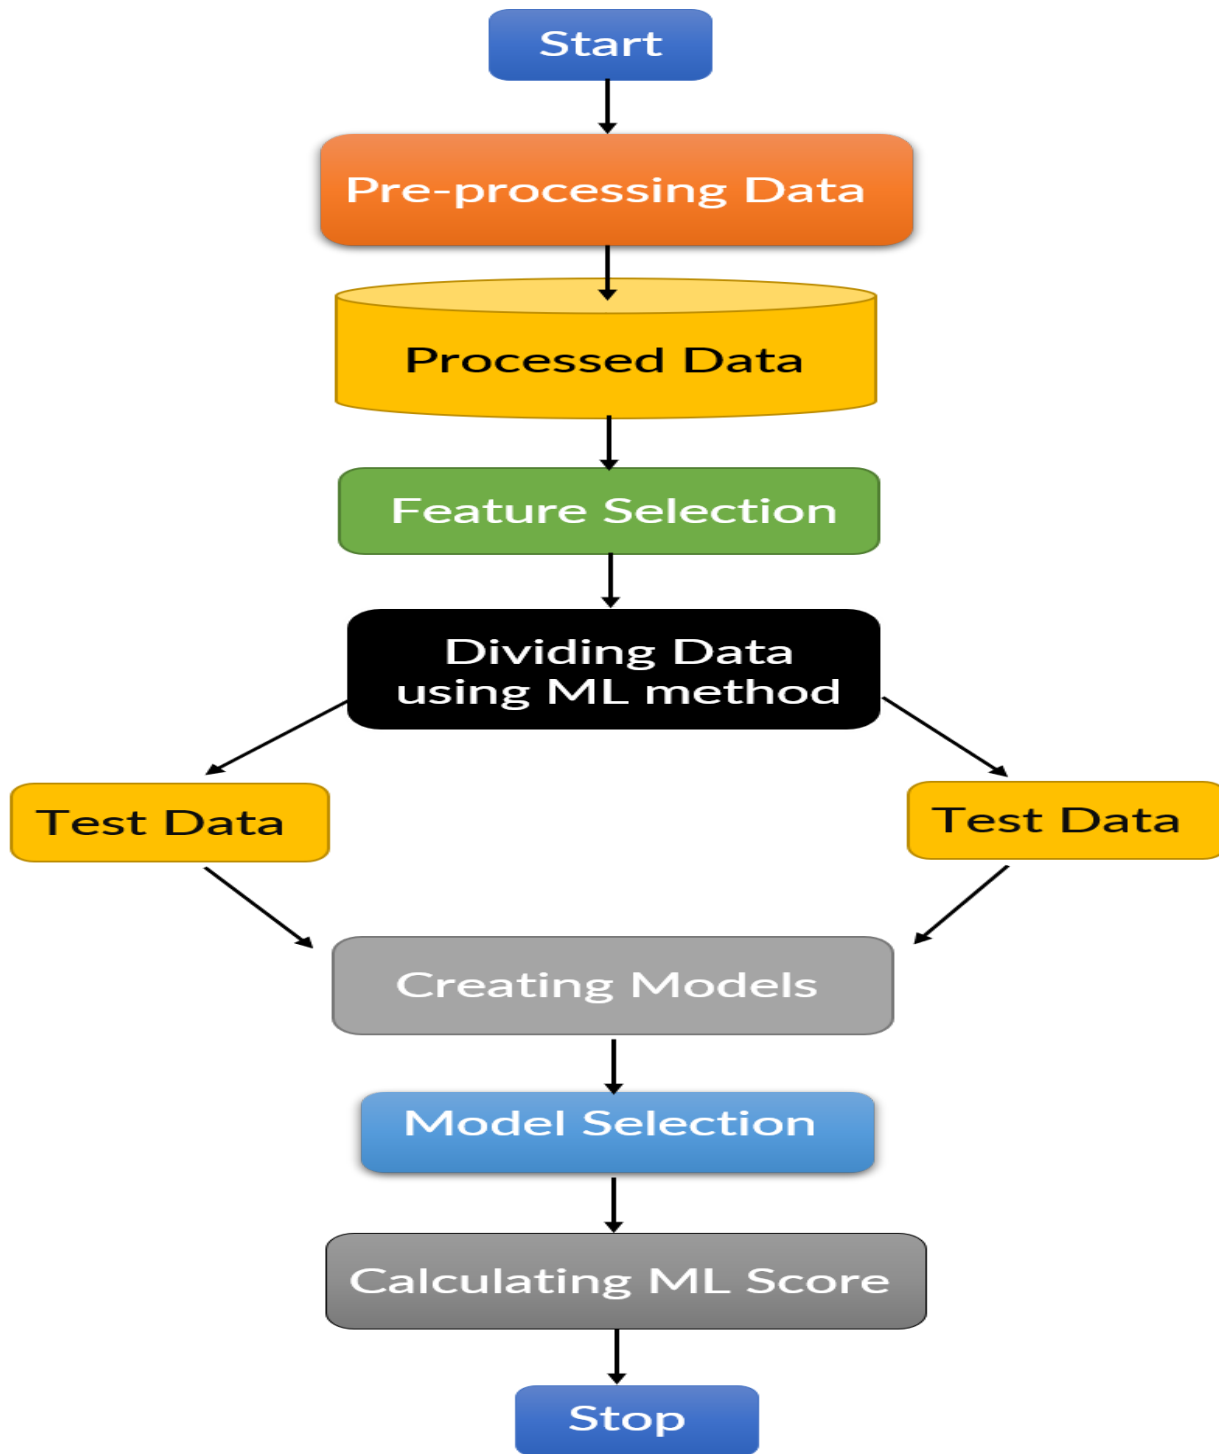 Start
Pre-processing Data
Processed Data
Feature Selection
Dividing Data
using ML method
Test Data
Test Data
Creating Models
Model Selection
Calculating ML Score
Stop